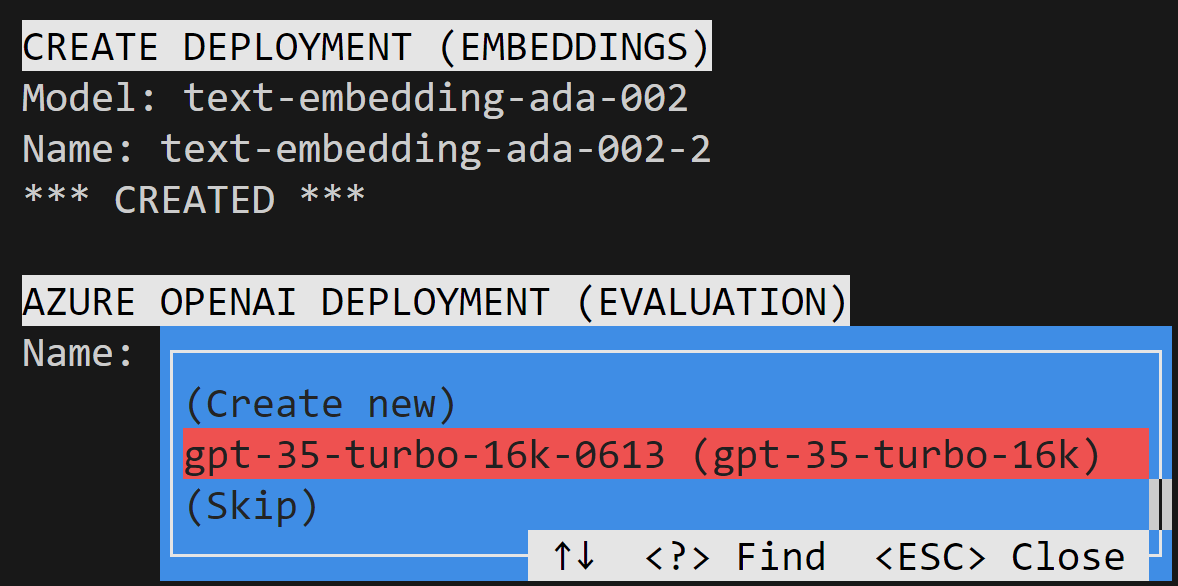 CREATE DEPLOYMENT (EMBEDDINGS)
Model: text-embedding-ada-002
Name: text-embedding-ada-002-2
*** CREATED ***
AZURE OPENAI DEPLOYMENT (EVALUATION)
Name:
(Create new)
gpt-35-turbo-16k-0613 (gpt-35-turbo-16k)
(Skip)
↑↓ <?> Find <ESC> Close